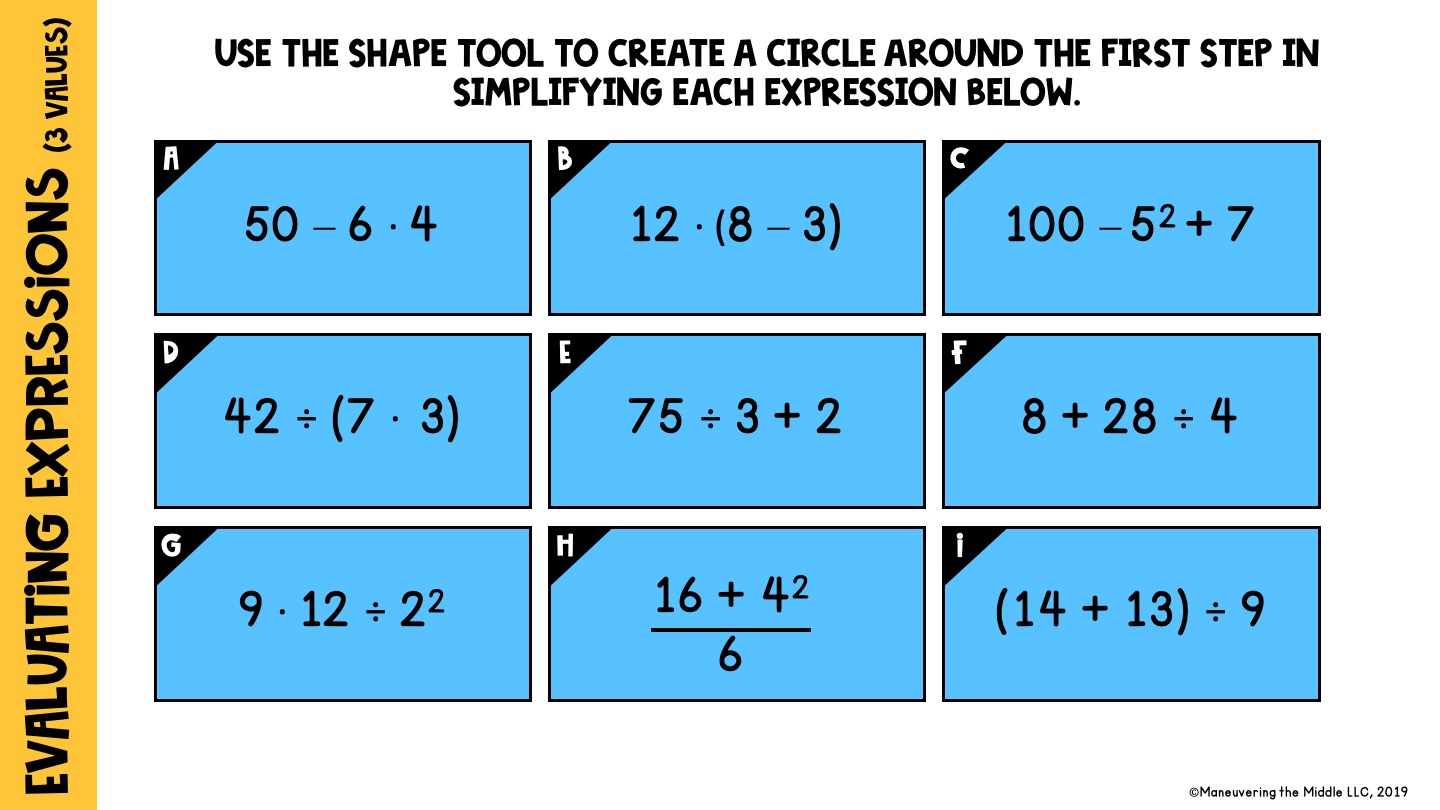 EVALUATING EXPRESSIONS (3 VALUES)
USE THE SHAPE TOOL TO CREATE A CIRCLE AROUND THE FIRST STEP IN
SIMPLIFYING EACH EXPRESSION BELOW.
A
50 – 6 · 4
B
12 · (8 – 3)
C
100 – 5² + 7
D
42 ÷ (7 · 3)
E
75 ÷ 3 + 2
F
8 + 28 ÷ 4
G
9 · 12 ÷ 2²
H
16 + 4²
6
I
(14 + 13) ÷ 9
©Maneuvering the Middle LLC, 2019